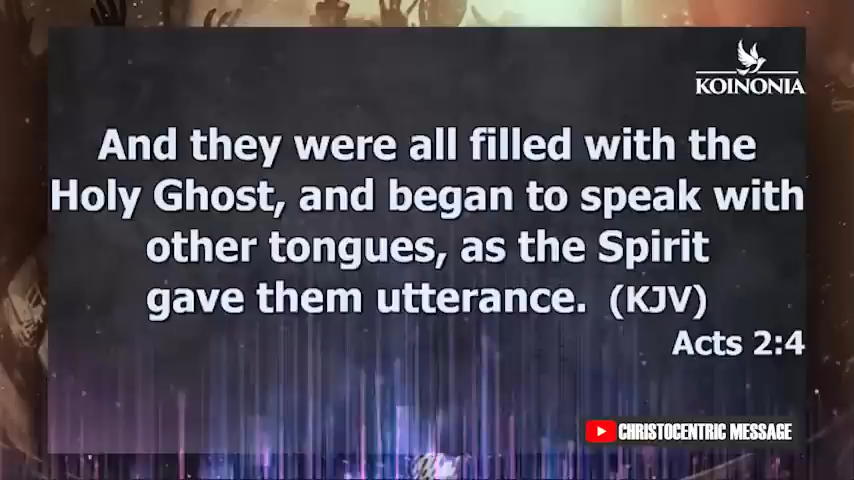 KOINONIA
And they were all filled with the
Holy Ghost, and began to speak with
other tongues, as the Spirit
gave them utterance. (KJV)
Acts 2:4
CHRISTOCENTRIC MESSAGE